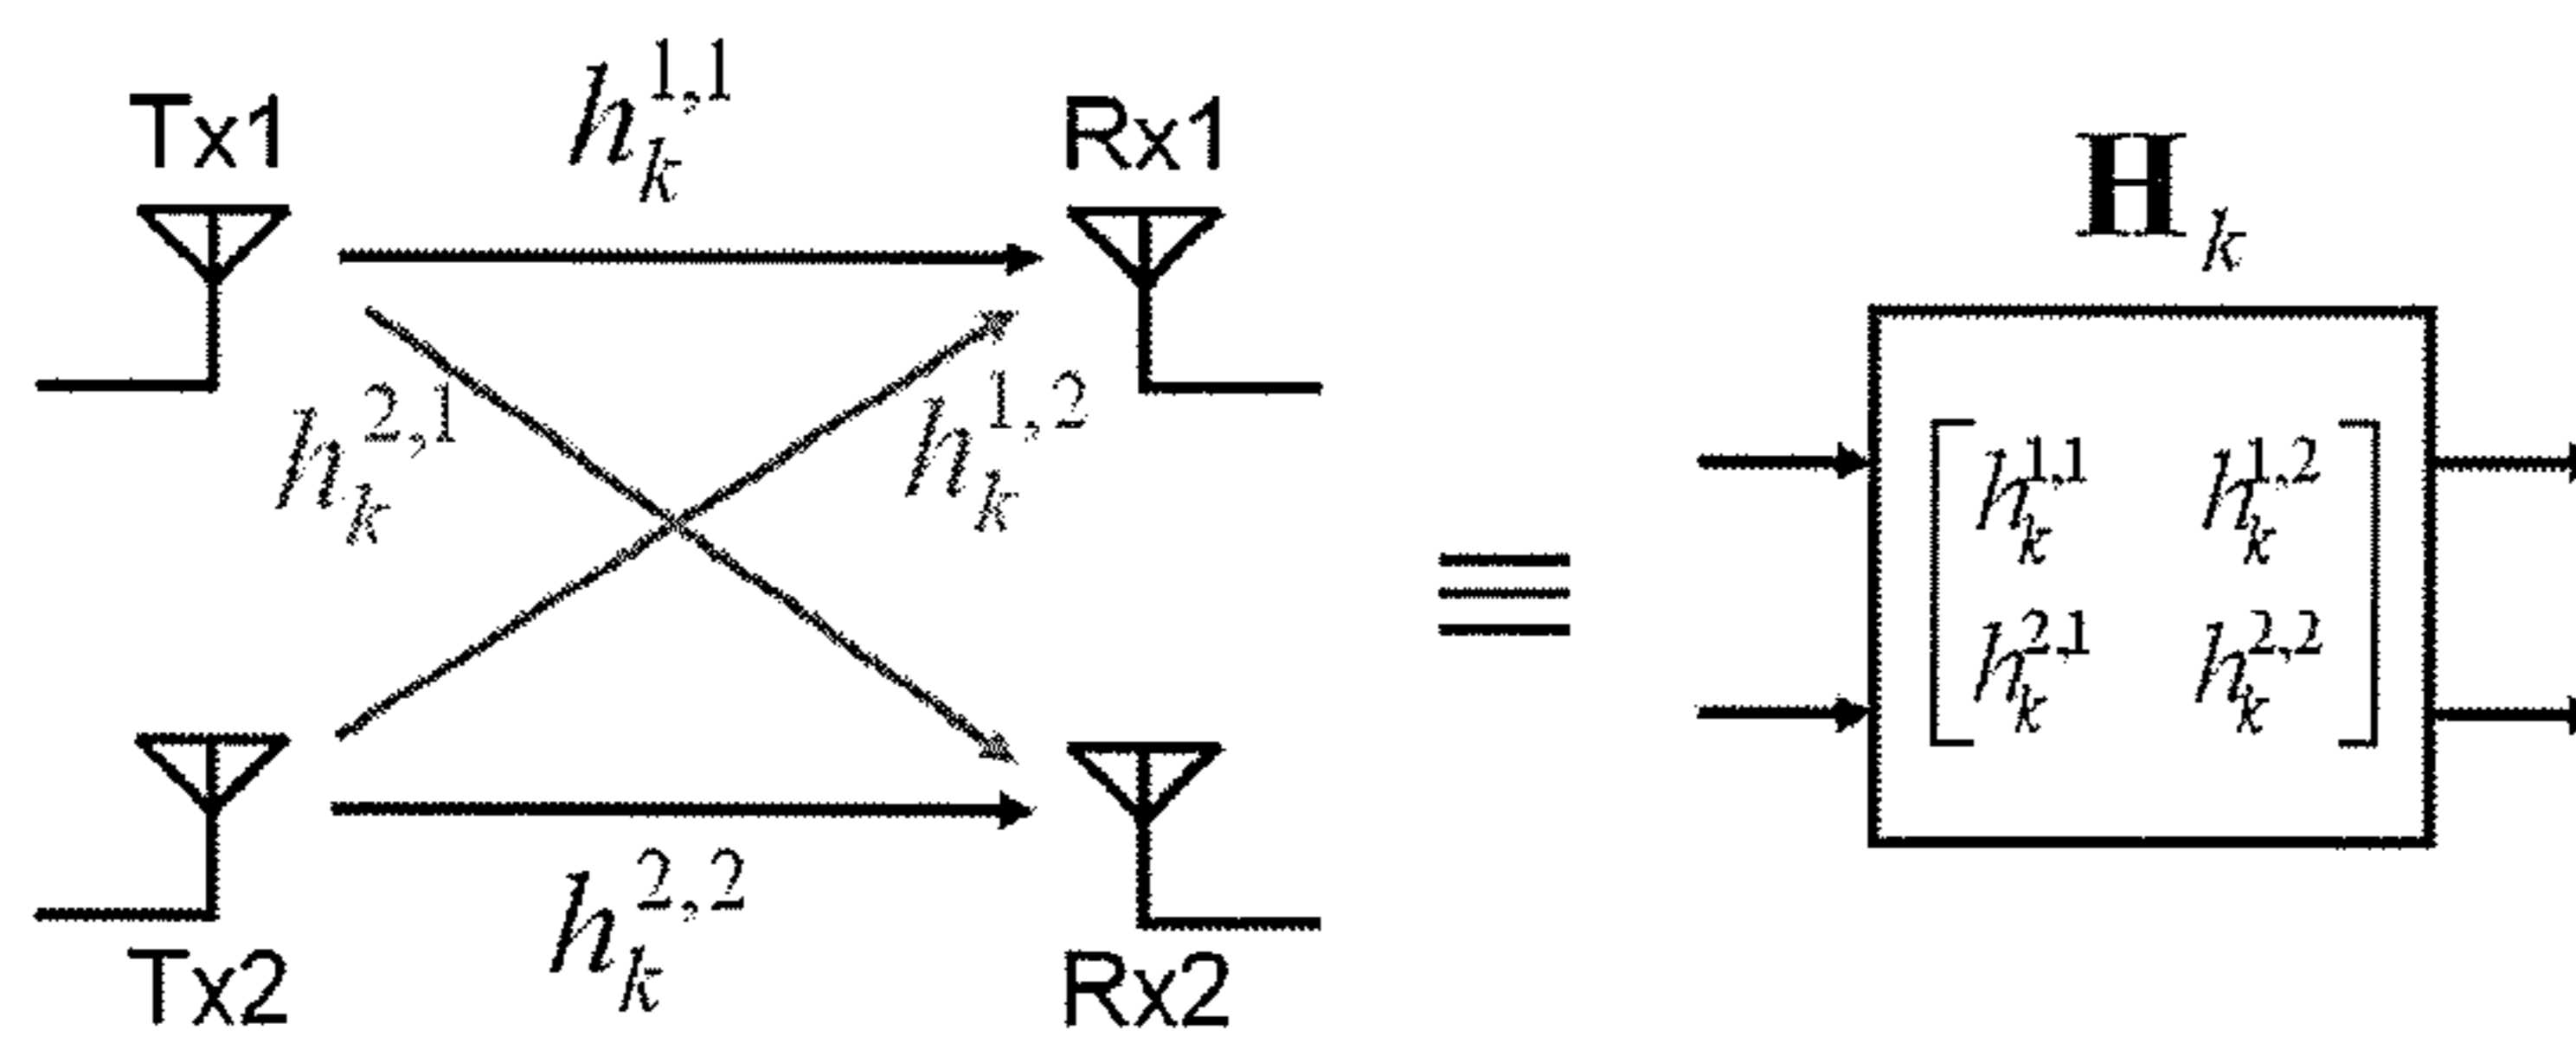 Tx1 h_k^{1,1} Rx1
H_k
h_k^{2,1} h_k^{1,2}
≡
h_k^{1,1} h_k^{1,2}
h_k^{2,1} h_k^{2,2}
h_k^{2,2}
Tx2 Rx2